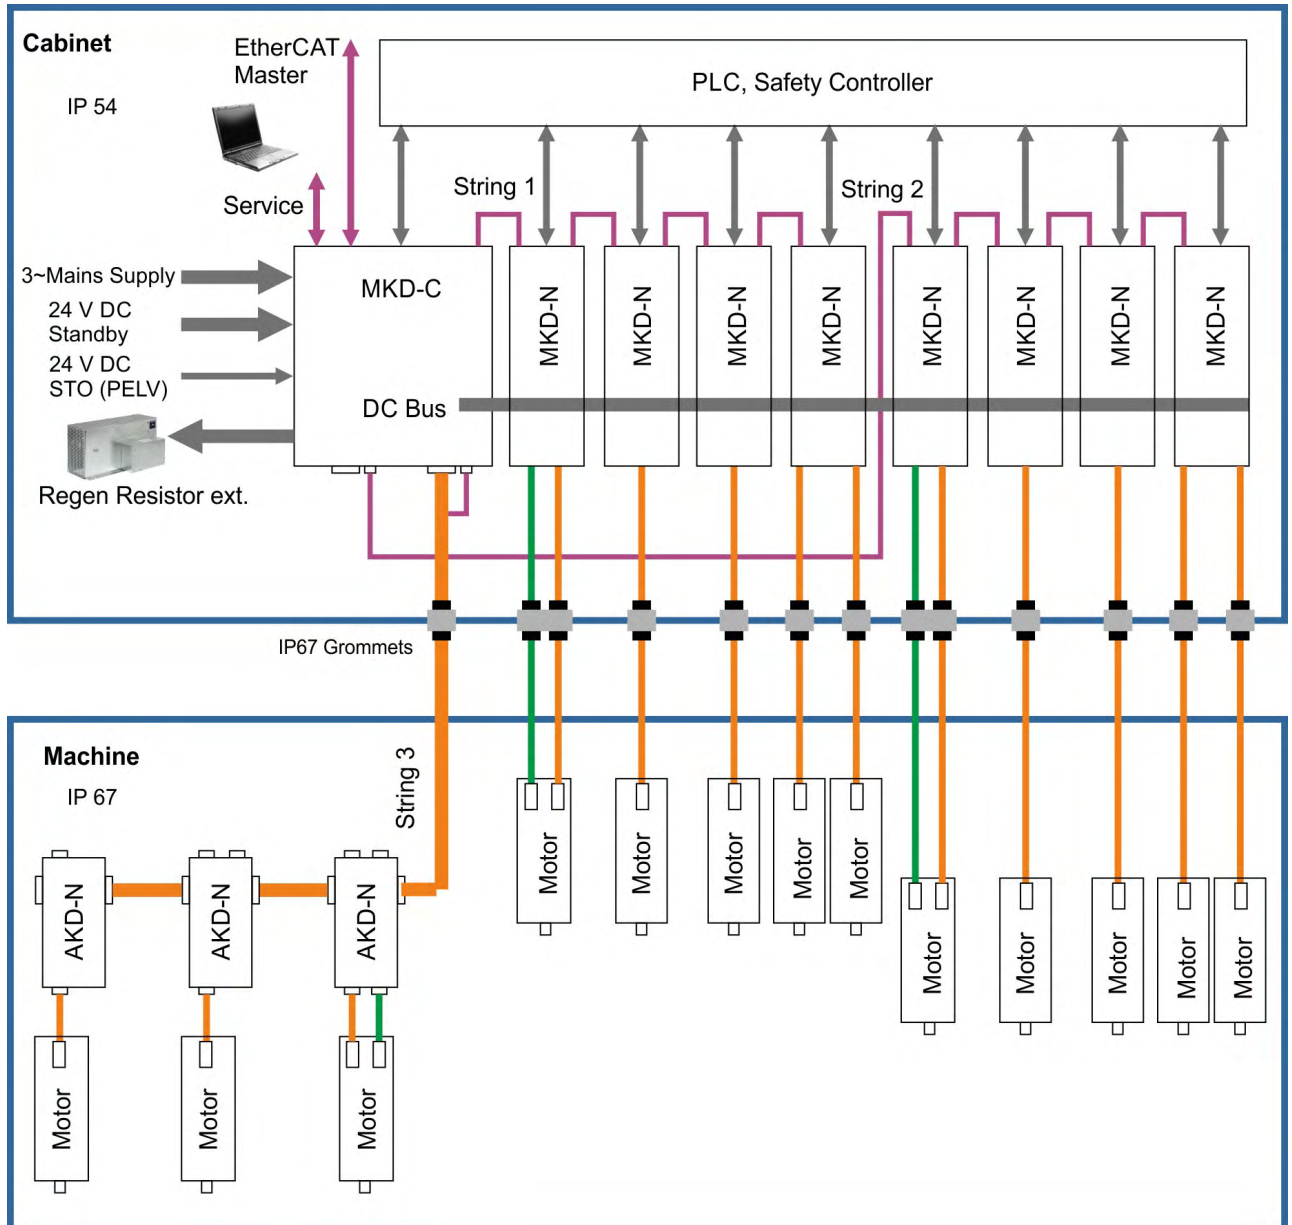 Cabinet
IP 54
EtherCAT
Master
PLC, Safety Controller
Service
String 1
String 2
3~Mains Supply
24 V DC
Standby
24 V DC
STO (PELV)
Regen Resistor ext.
MKD-C
DC Bus
MKD-N
MKD-N
MKD-N
MKD-N
MKD-N
MKD-N
MKD-N
MKD-N
IP67 Grommets
Machine
IP 67
String 3
AKD-N
AKD-N
AKD-N
Motor
Motor
Motor
Motor
Motor
Motor
Motor
Motor
Motor
Motor
Motor
Motor
Motor